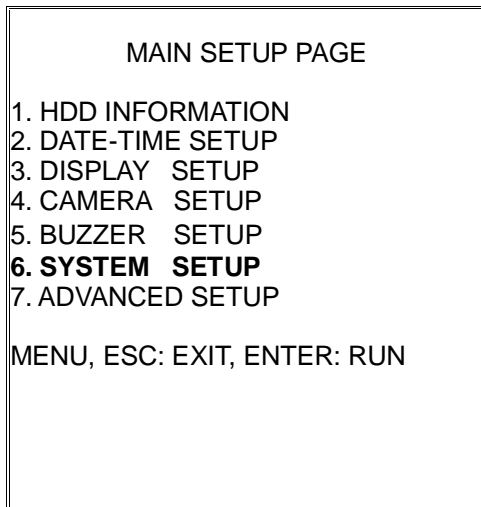 MAIN SETUP PAGE
1. HDD INFORMATION
2. DATE-TIME SETUP
3. DISPLAY SETUP
4. CAMERA SETUP
5. BUZZER SETUP
6. SYSTEM SETUP
7. ADVANCED SETUP
MENU, ESC: EXIT, ENTER: RUN